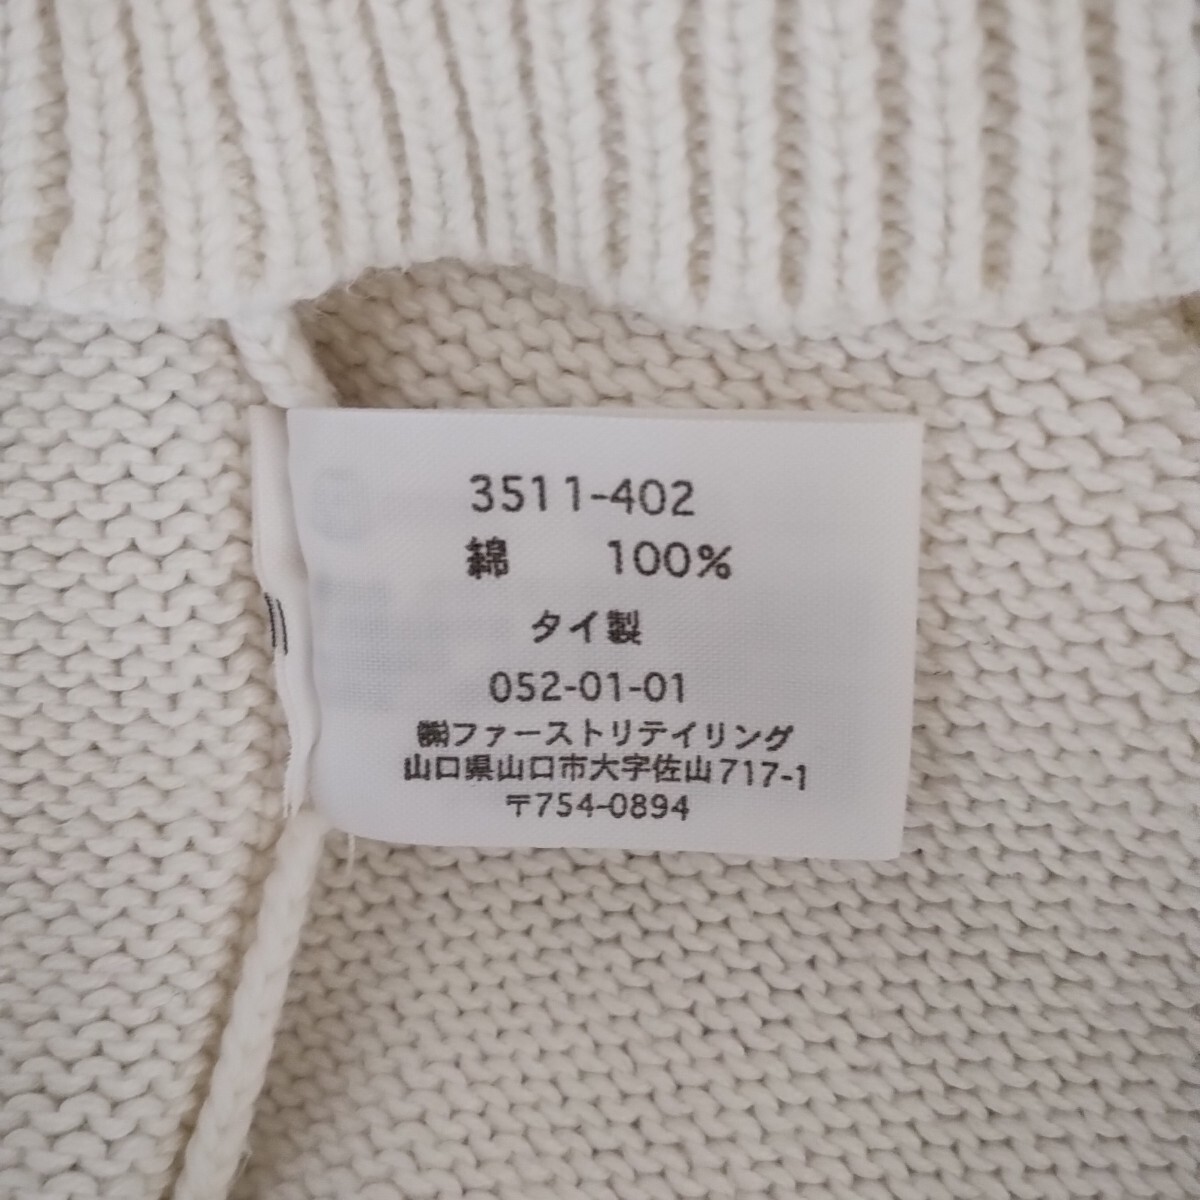 3511-402
綿 100%
タイ製
052-01-01
㈱ファーストリテイリング
山口県山口市大字佐山717-1
〒754-0894